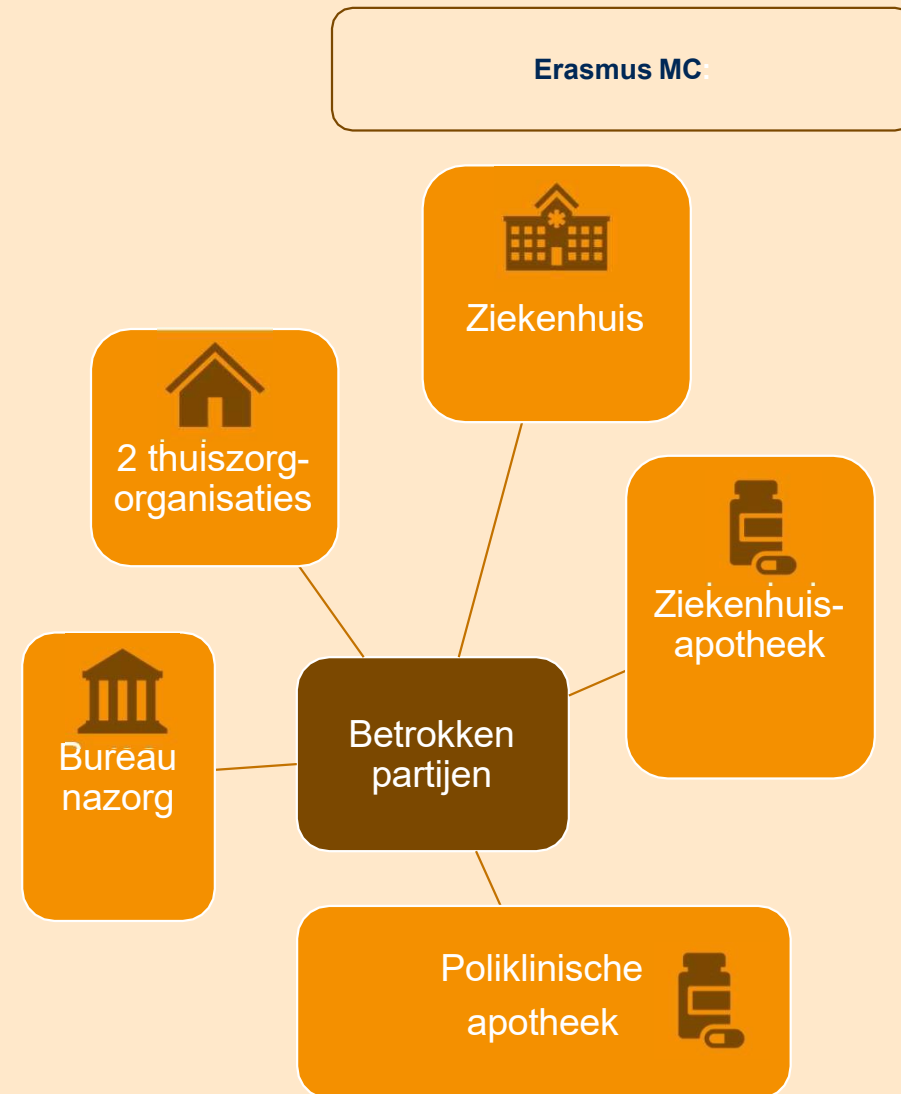 Erasmus MC:
Ziekenhuis
2 thuiszorg-
organisaties
Ziekenhuis-
apotheek
Betrokken
partijen
Bureau
nazorg
Poliklinische
apotheek